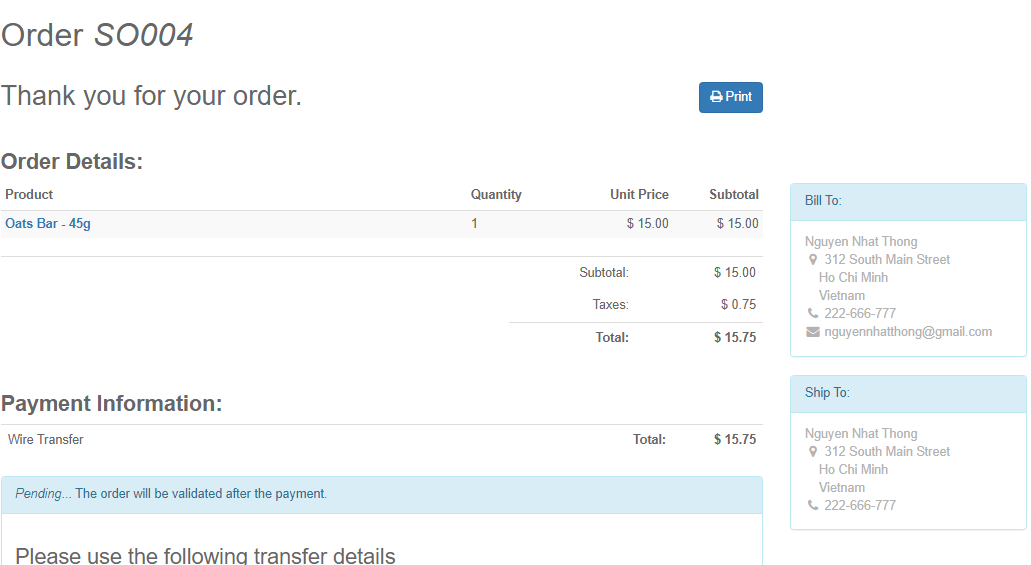 Order SO004
Thank you for your order.
Print
Order Details:
Product Quantity Unit Price Subtotal
Oats Bar - 45g 1 $ 15.00 $ 15.00
Subtotal: $ 15.00
Taxes: $ 0.75
Total: $ 15.75
Payment Information:
Wire Transfer Total: $ 15.75
Pending... The order will be validated after the payment.
Please use the following transfer details
Bill To:
Nguyen Nhat Thong
312 South Main Street
Ho Chi Minh
Vietnam
222-666-777
nguyennhatthong@gmail.com
Ship To:
Nguyen Nhat Thong
312 South Main Street
Ho Chi Minh
Vietnam
222-666-777